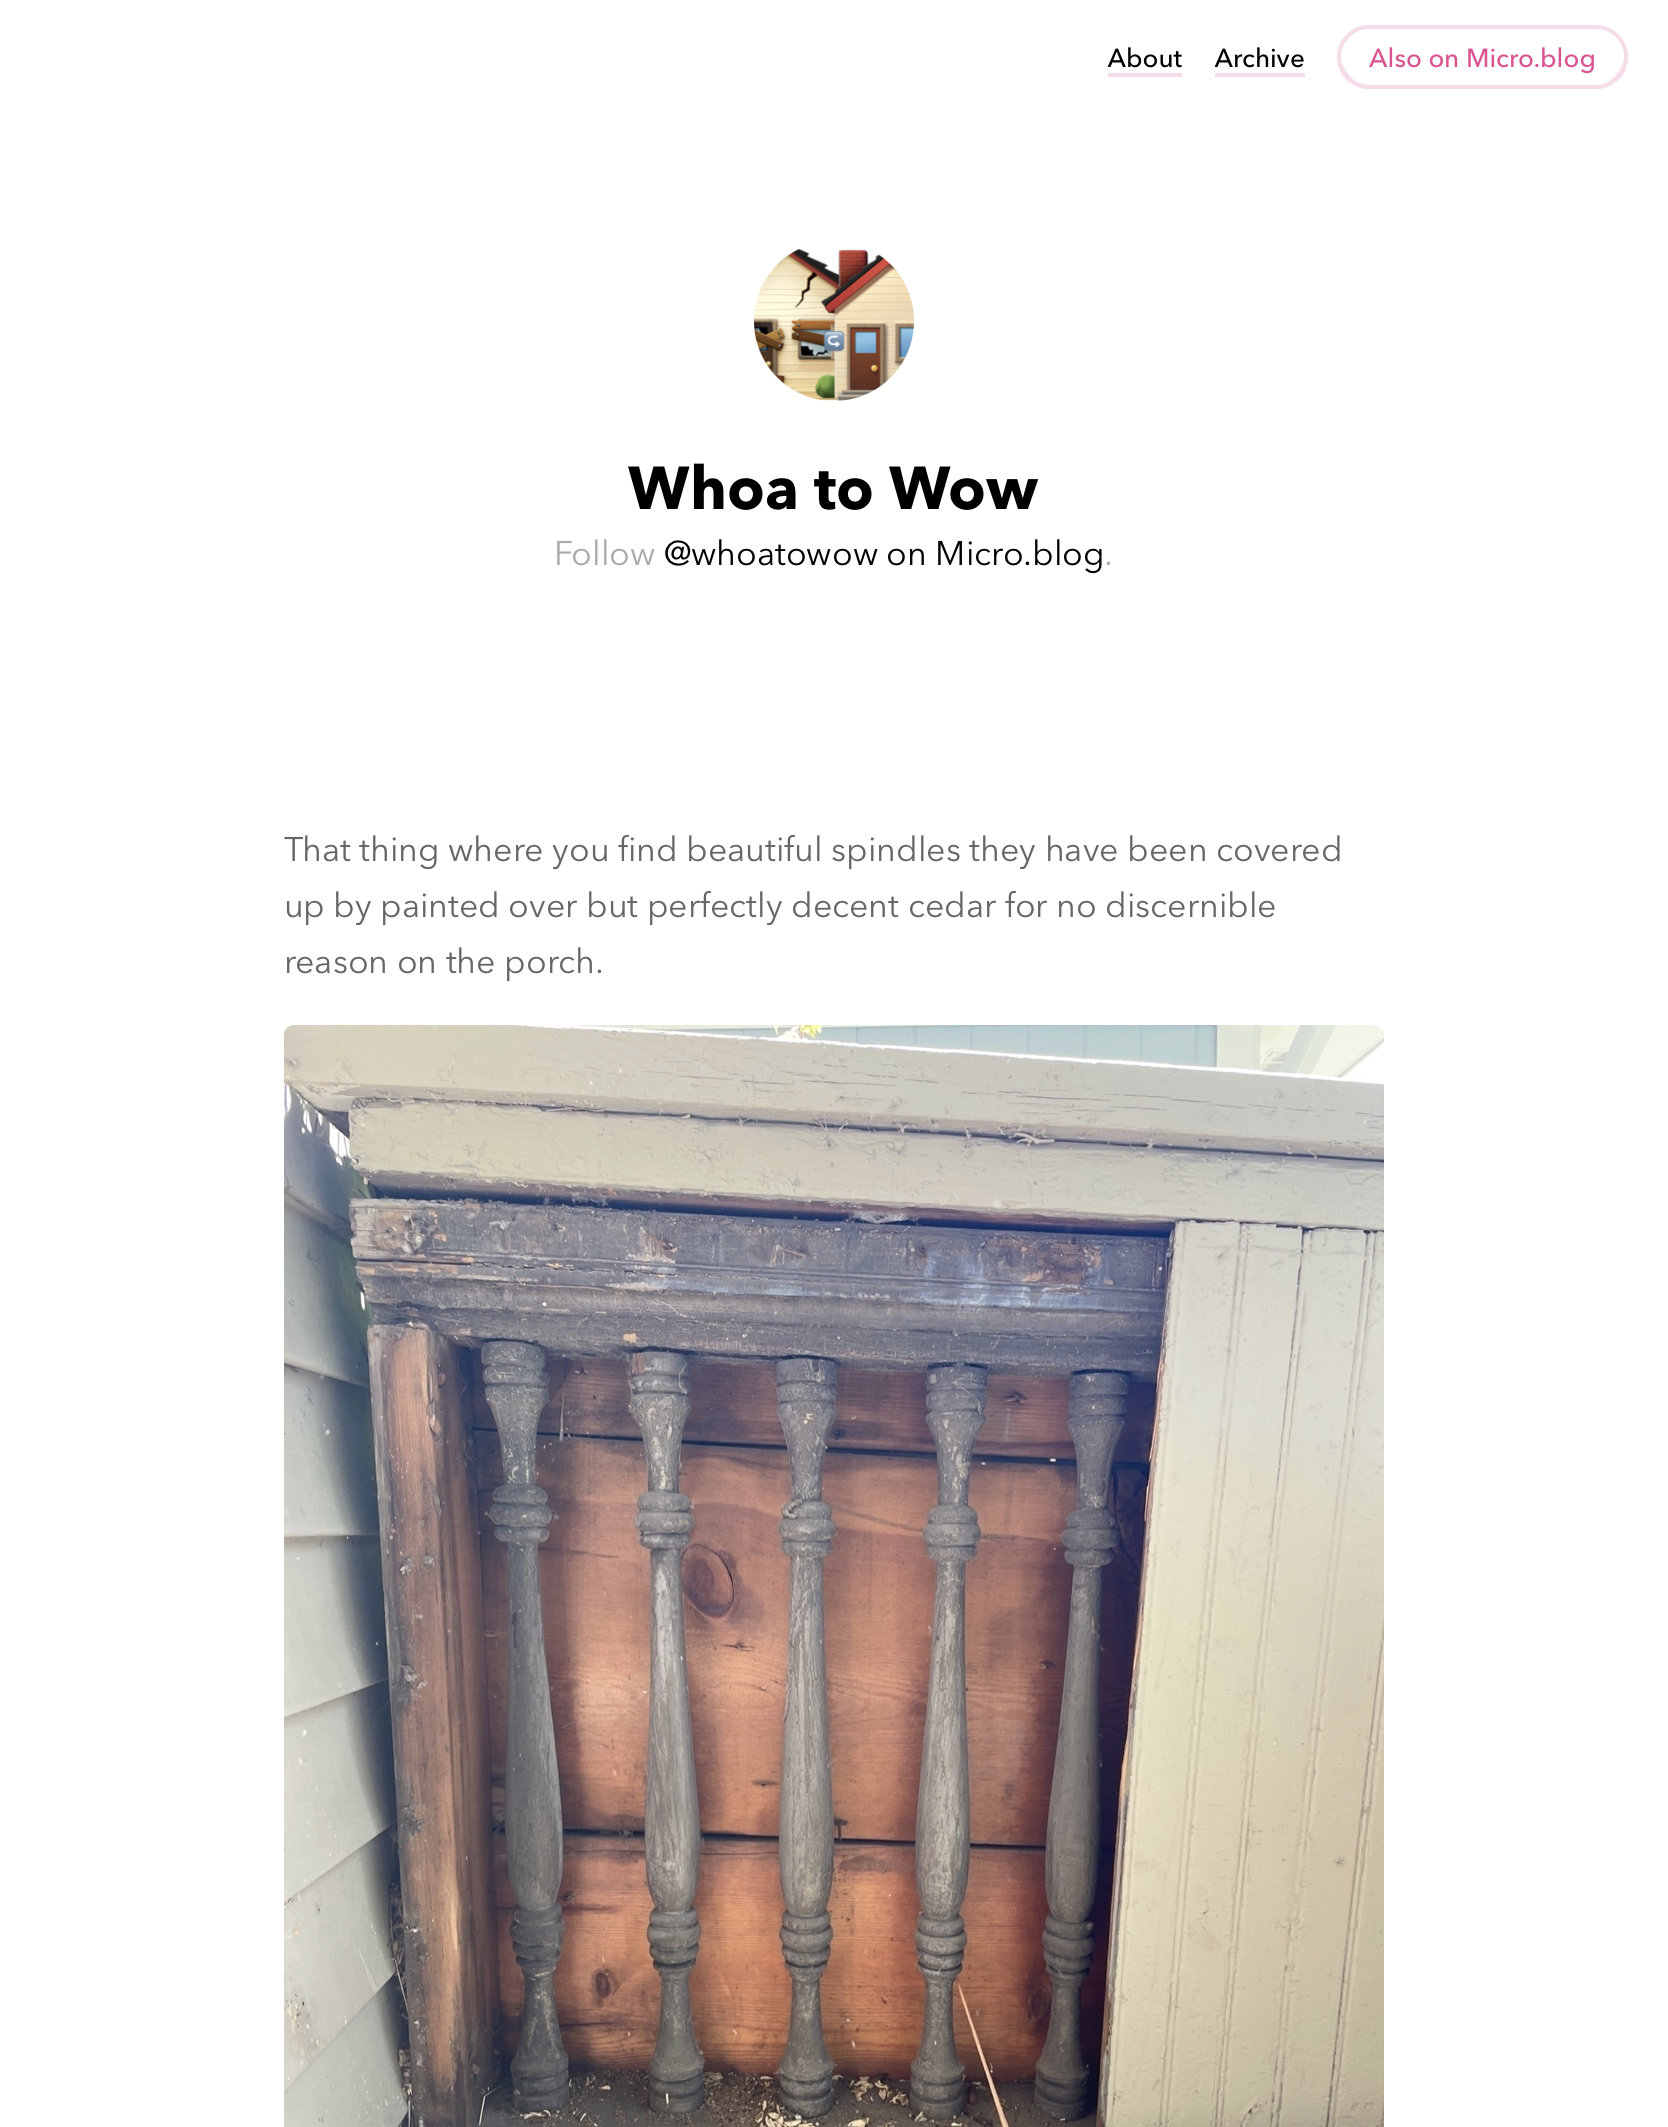 About Archive Also on Micro.blog
Whoa to Wow
Follow @whoatowow on Micro.blog.
That thing where you find beautiful spindles they have been covered
up by painted over but perfectly decent cedar for no discernible
reason on the porch.